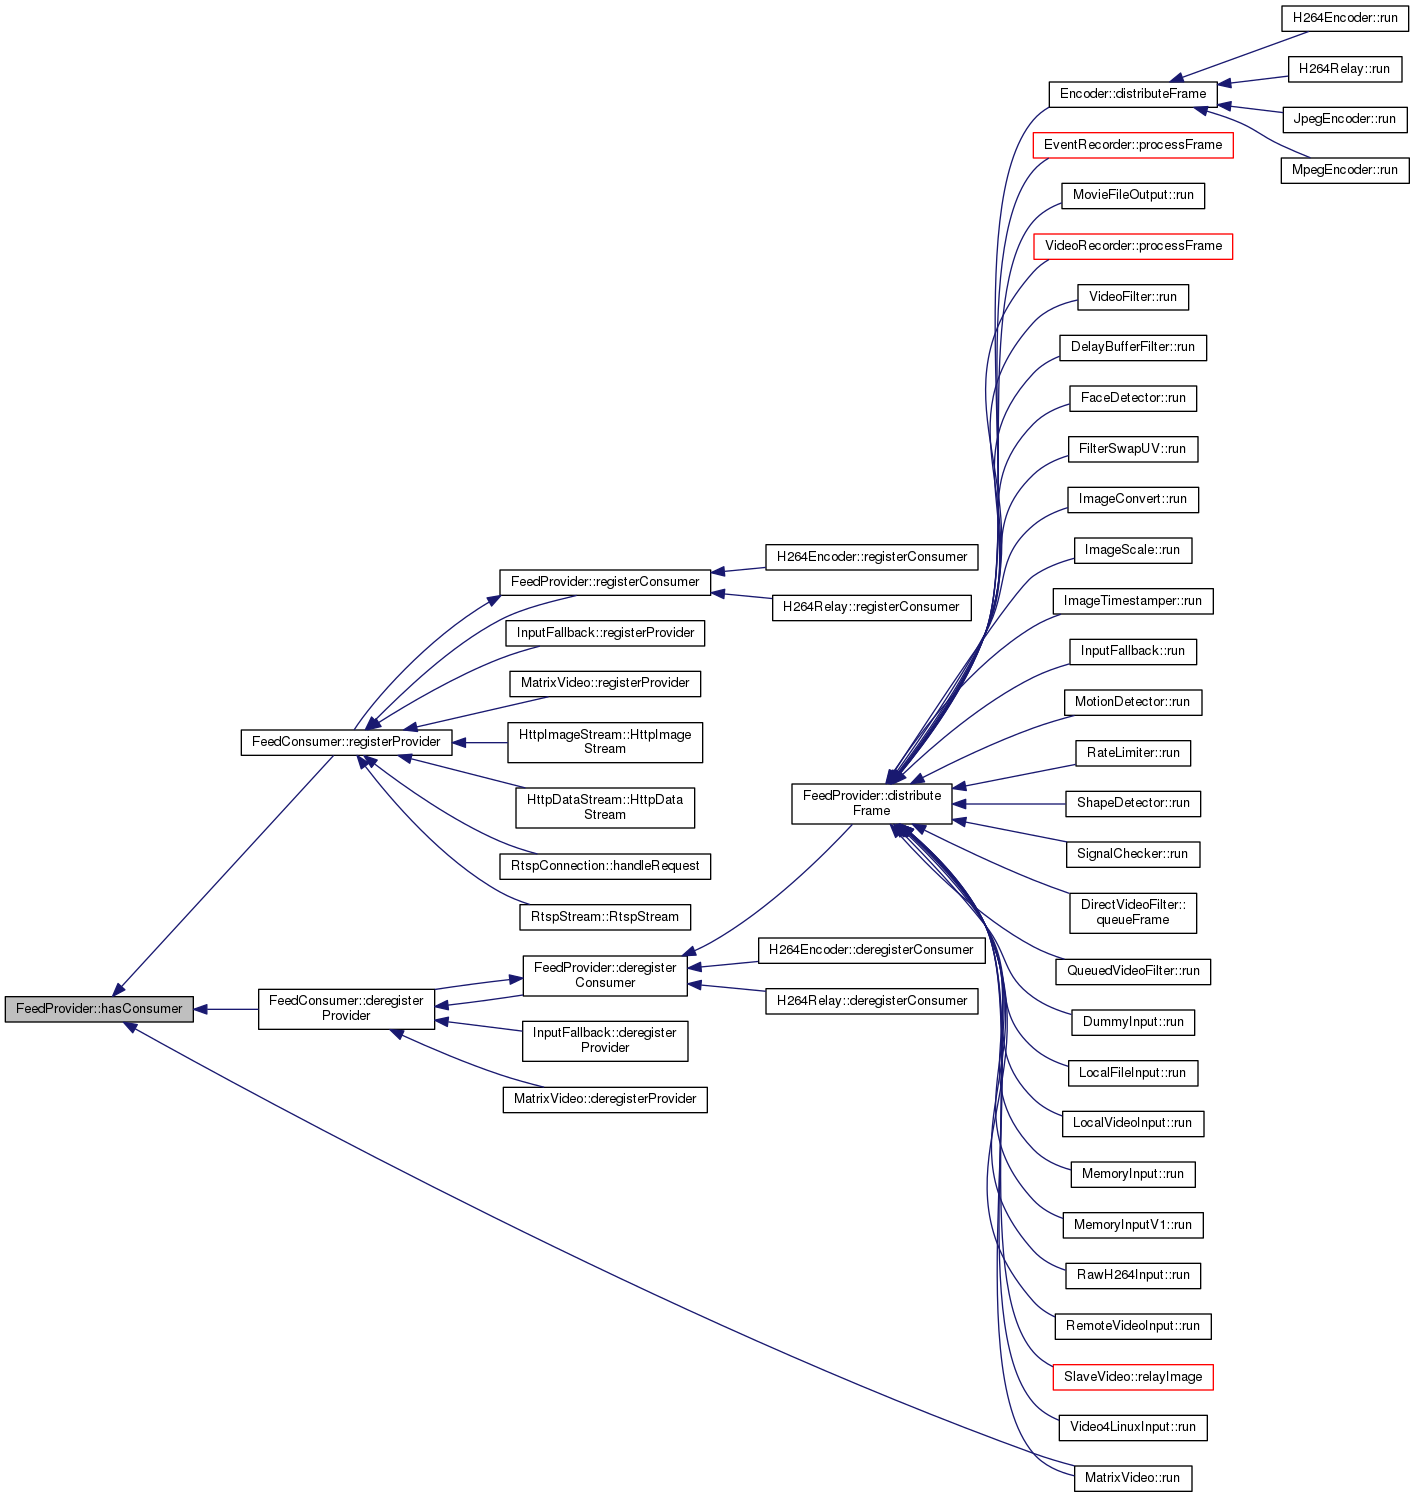 H264Encoder::run
H264Relay::run
Encoder::distributeFrame
JpegEncoder::run
EventRecorder::processFrame
MpegEncoder::run
MovieFileOutput::run
VideoRecorder::processFrame
VideoFilter::run
DelayBufferFilter::run
FaceDetector::run
FilterSwapUV::run
ImageConvert::run
ImageScale::run
H264Encoder::registerConsumer
FeedProvider::registerConsumer
H264Relay::registerConsumer
ImageTimestamper::run
InputFallback::registerProvider
InputFallback::run
MatrixVideo::registerProvider
MotionDetector::run
FeedConsumer::registerProvider
HttpImageStream::HttpImage
Stream
RateLimiter::run
HttpDataStream::HttpData
Stream
FeedProvider::distribute
Frame
ShapeDetector::run
SignalChecker::run
RtspConnection::handleRequest
RtspStream::RtspStream
DirectVideoFilter::
queueFrame
H264Encoder::deregisterConsumer
FeedProvider::deregister
Consumer
QueuedVideoFilter::run
H264Relay::deregisterConsumer
FeedProvider::hasConsumer
FeedConsumer::deregister
Provider
DummyInput::run
InputFallback::deregister
Provider
LocalFileInput::run
MatrixVideo::deregisterProvider
LocalVideoInput::run
MemoryInput::run
MemoryInputV1::run
RawH264Input::run
RemoteVideoInput::run
SlaveVideo::relayImage
Video4LinuxInput::run
MatrixVideo::run